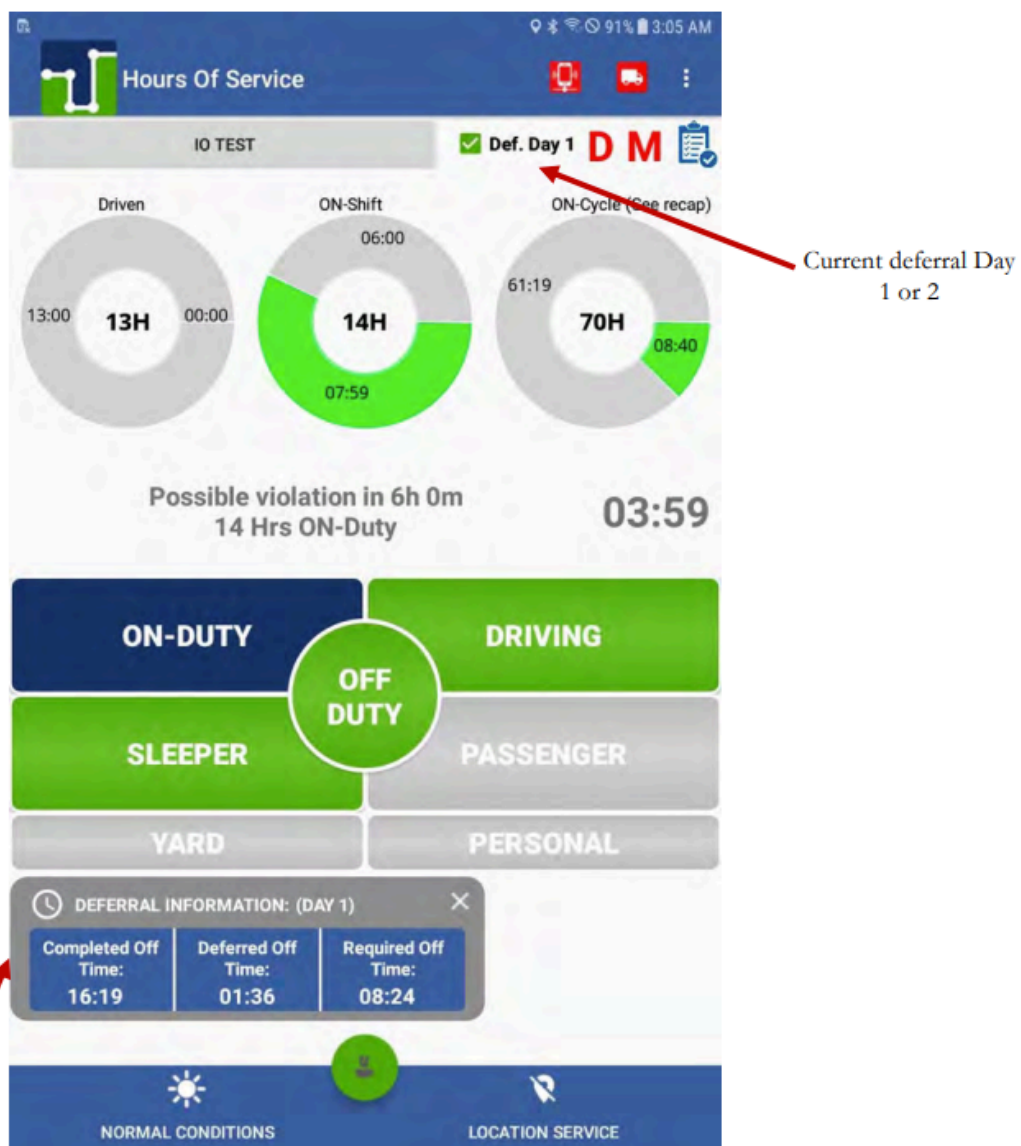 91% 3:05 AM
Hours Of Service
IO TEST
Def. Day 1 D M
Driven
ON-Shift
ON-Cycle (See recap)
06:00
61:19
13:00
13H
00:00
14H
70H
08:40
07:59
Possible violation in 6h 0m
14 Hrs ON-Duty
03:59
ON-DUTY
DRIVING
OFF
DUTY
SLEEPER
PASSENGER
YARD
PERSONAL
DEFERRAL INFORMATION: (DAY 1)
Completed Off
Time:
16:19
Deferred Off
Time:
01:36
Required Off
Time:
08:24
NORMAL CONDITIONS
LOCATION SERVICE
Current deferral Day
1 or 2